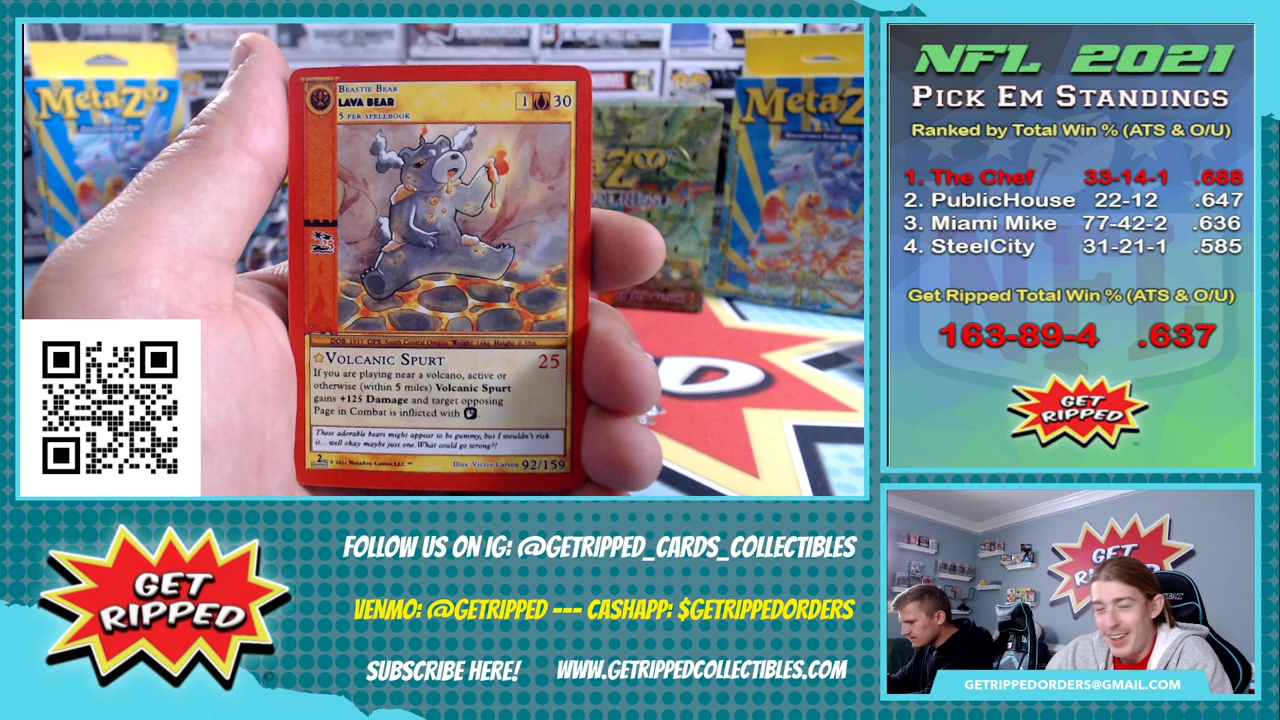 MetaZoo
BEASTIE BEAR
LAVA BEAR
5 PER SPELLBOOK
1 30
VOLCANIC SPURT 25
If you are playing near a volcano, active or
otherwise (within 5 miles) Volcanic Spurt
gains +125 Damage and target opposing
Page in Combat is inflicted with
These adorable bears might appear to be gummy, but I wouldn't risk
it... well okay maybe just one. What could go wrong?!
© 2021 MetaZoo Games LLC Illus. Victor Larson 92/159
NFL 2021
PICK EM STANDINGS
Ranked by Total Win % (ATS & O/U)
1. The Chef 33-14-1 .688
2. PublicHouse 22-12 .647
3. Miami Mike 77-42-2 .636
4. SteelCity 31-21-1 .585
Get Ripped Total Win % (ATS & O/U)
163-89-4 .637
GET
RIPPED
GET
RIPPED
FOLLOW US ON IG: @GETRIPPED_CARDS_COLLECTIBLES
VENMO: @GETRIPPED --- CASHAPP: $GETRIPPEDORDERS
SUBSCRIBE HERE! WWW.GETRIPPEDCOLLECTIBLES.COM
GET
RIPPED
GETRIPPEDORDERS@GMAIL.COM